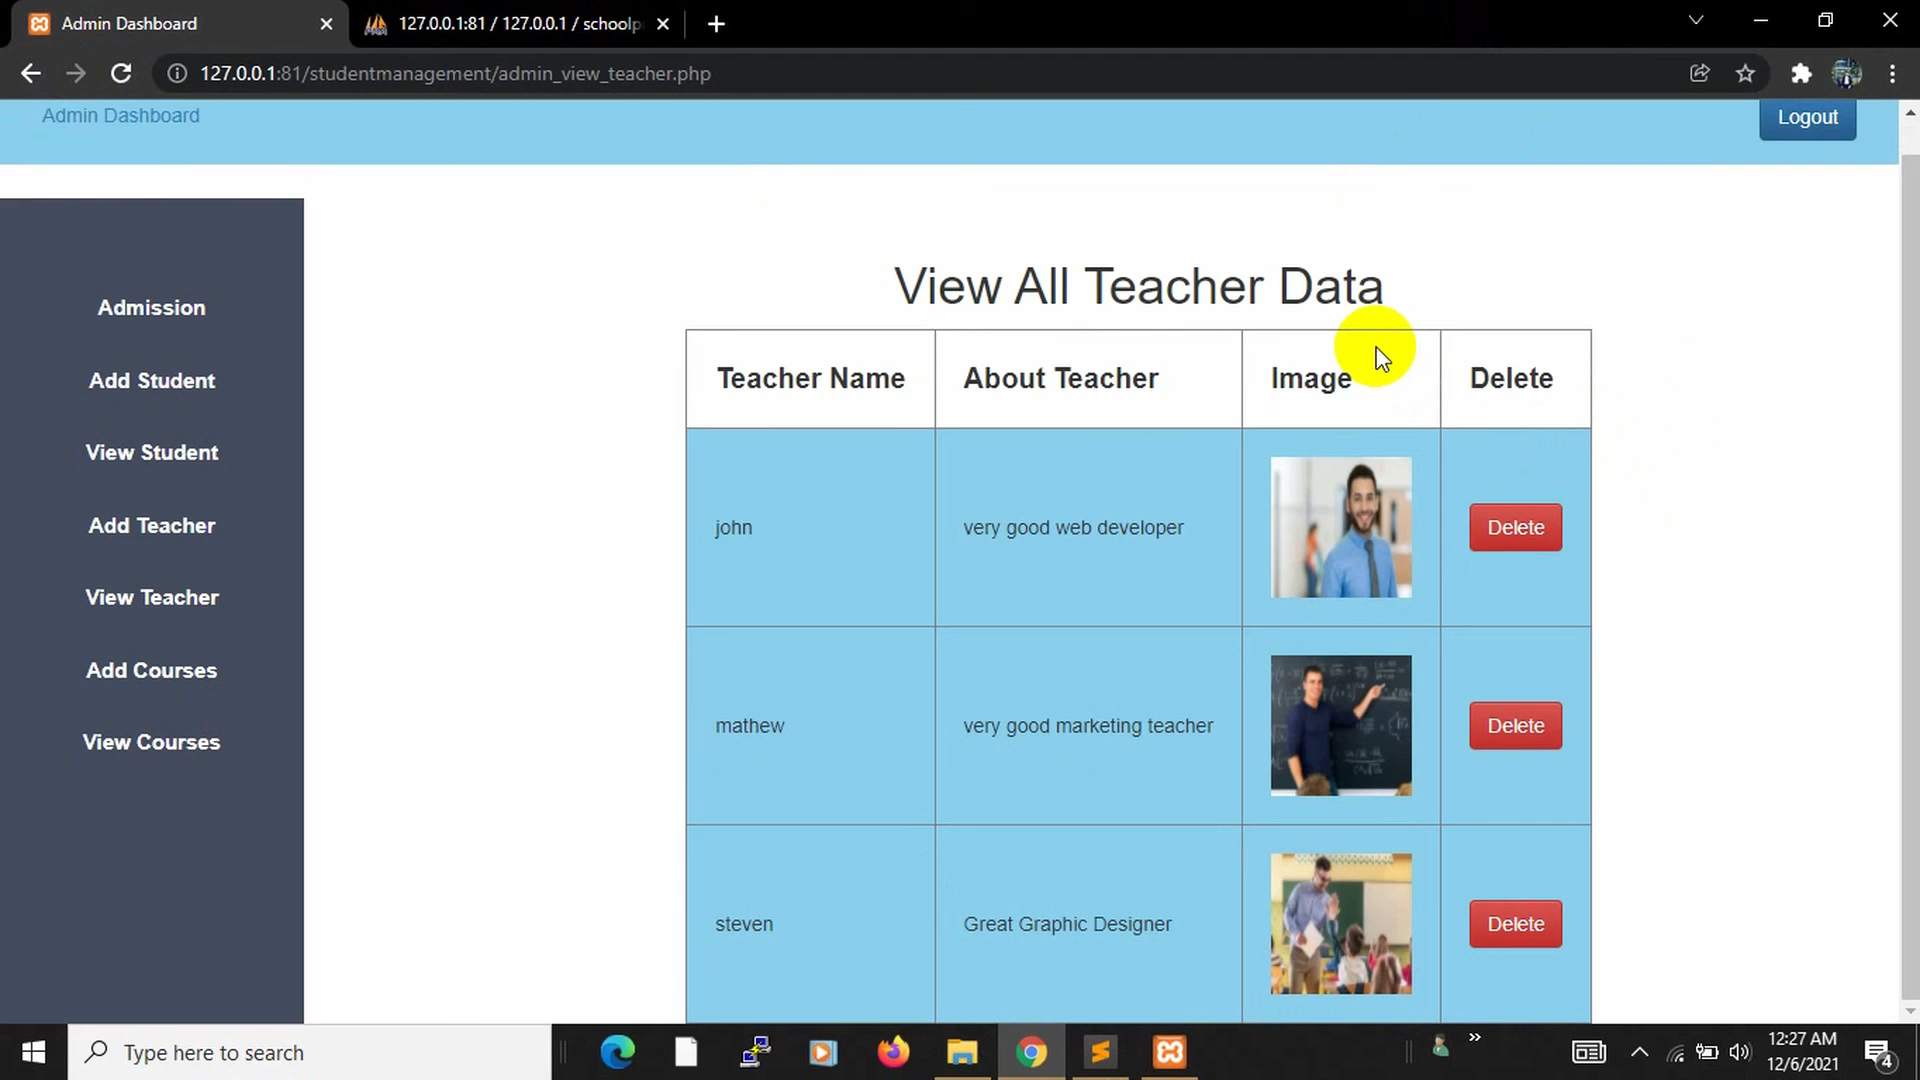 Admin Dashboard
127.0.0.1:81 / 127.0.0.1 / schoolp
127.0.0.1:81/studentmanagement/admin_view_teacher.php
Admin Dashboard
Logout
Admission
Add Student
View Student
Add Teacher
View Teacher
Add Courses
View Courses
View All Teacher Data
Teacher Name About Teacher Image Delete
john very good web developer Delete
mathew very good marketing teacher Delete
steven Great Graphic Designer Delete
Type here to search
12:27 AM
12/6/2021
4